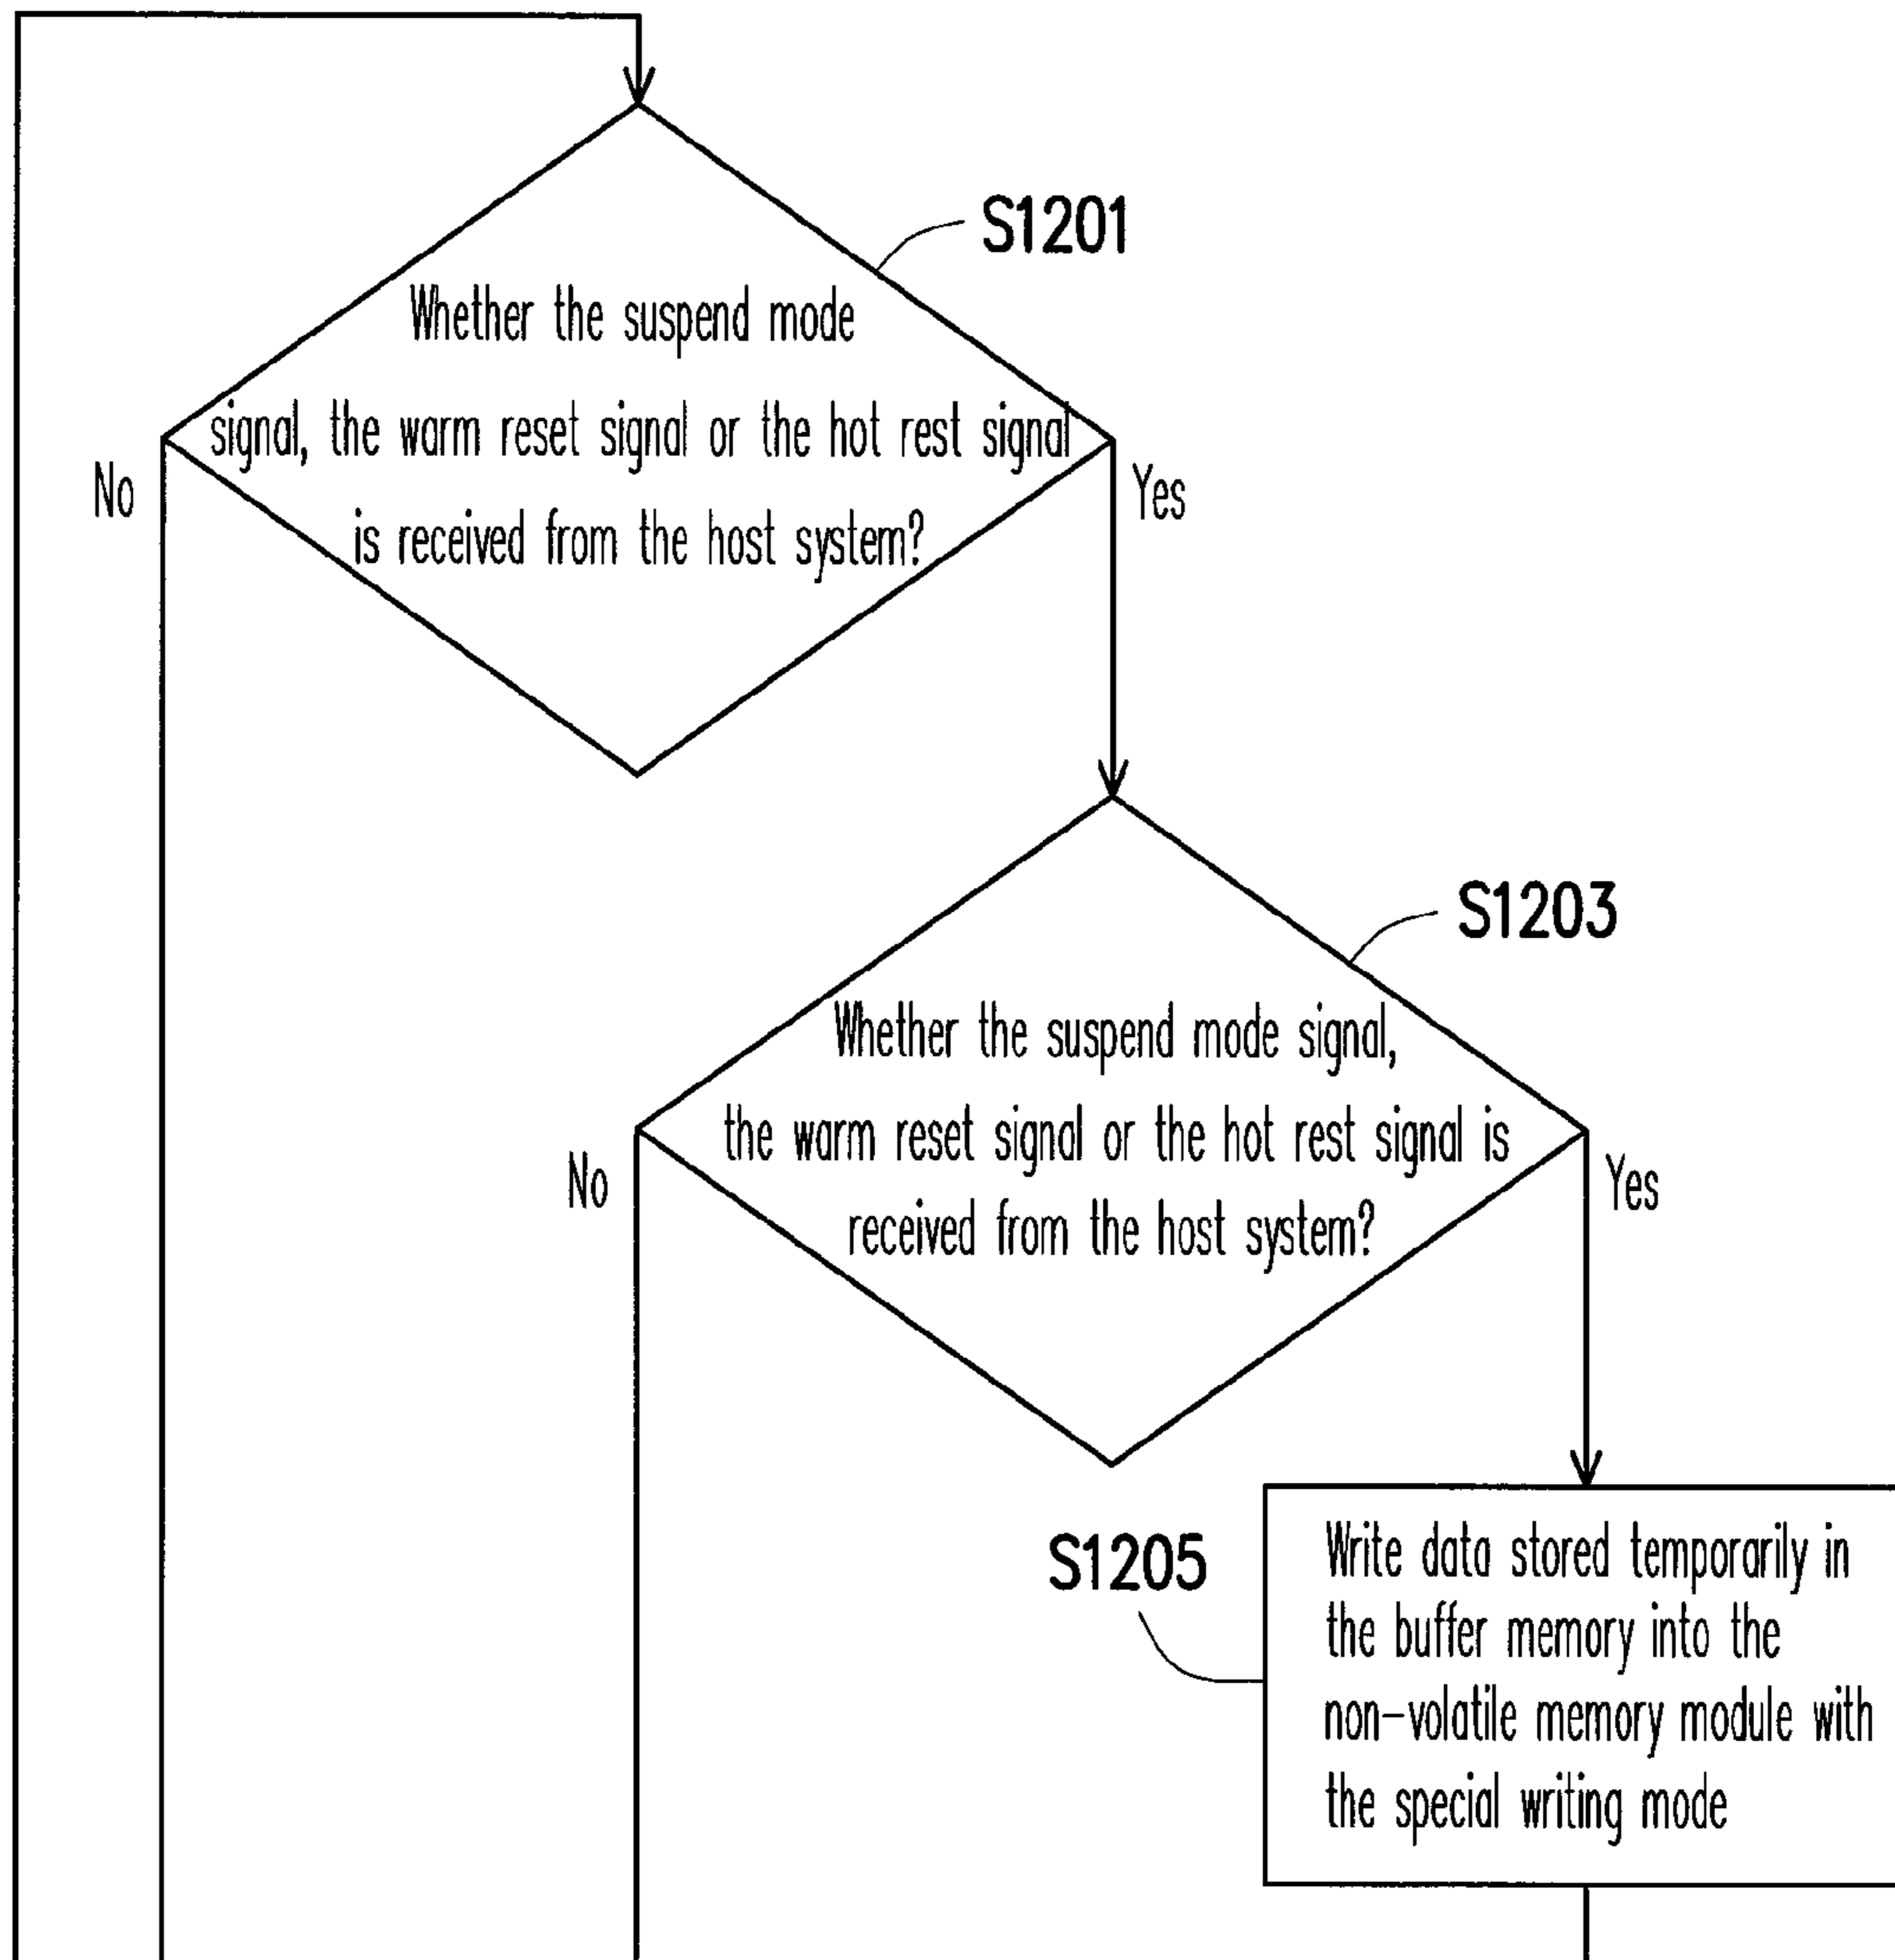 S1201
Whether the suspend mode
signal, the warm reset signal or the hot rest signal
is received from the host system?
No
Yes
S1203
Whether the suspend mode signal,
the warm reset signal or the hot rest signal is
received from the host system?
No
Yes
S1205
Write data stored temporarily in
the buffer memory into the
non-volatile memory module with
the special writing mode